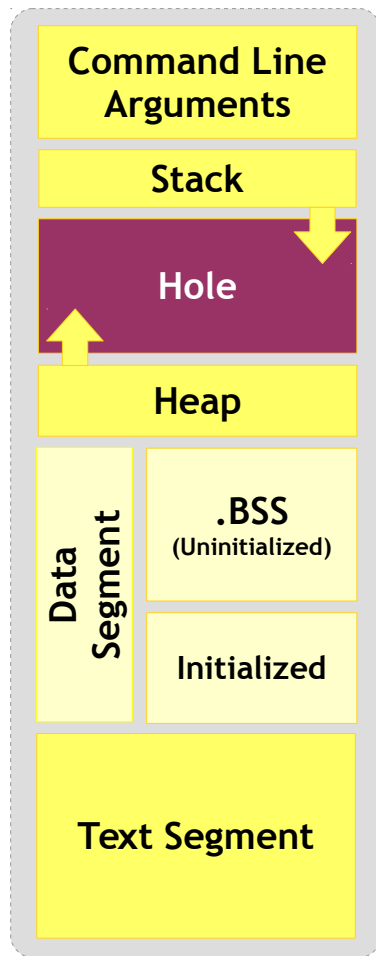 Command Line
Arguments
Stack
Hole
Heap
Data
Segment
.BSS
(Uninitialized)
Initialized
Text Segment